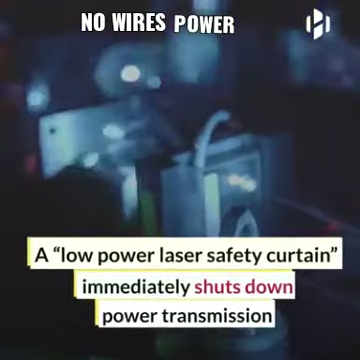 NO WIRES POWER
A “low power laser safety curtain”
immediately shuts down
power transmission